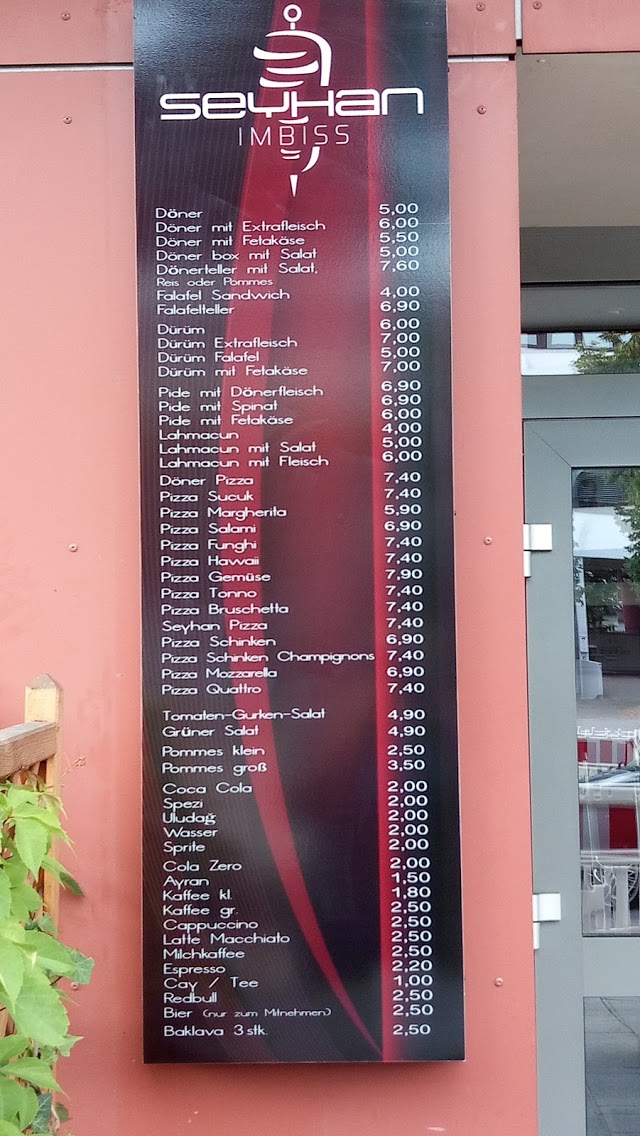 SEYHAN
IMBISS
Döner 5,00
Döner mit Extrafleisch 6,00
Döner mit Fetakäse 5,50
Döner box mit Salat 5,00
Dönerteller mit Salat, 7,60
Reis oder Pommes
Falafel Sandwich 4,00
Falafelteller 6,90
Dürüm 6,00
Dürüm Extrafleisch 7,00
Dürüm Falafel 5,00
Dürüm mit Fetakäse 7,00
Pide mit Dönerfleisch 6,90
Pide mit Spinat 6,90
Pide mit Fetakäse 6,00
Lahmacun 4,00
Lahmacun mit Salat 5,00
Lahmacun mit Fleisch 6,00
Döner Pizza 7,40
Pizza Sucuk 7,40
Pizza Margherita 5,90
Pizza Salami 6,90
Pizza Funghi 7,40
Pizza Hawaii 7,40
Pizza Gemüse 7,90
Pizza Tonno 7,40
Pizza Bruschetta 7,40
Seyhan Pizza 7,40
Pizza Schinken 6,90
Pizza Schinken Champignons 7,40
Pizza Mozzarella 6,90
Pizza Quattro 7,40
Tomaten-Gurken-Salat 4,90
Grüner Salat 4,90
Pommes klein 2,50
Pommes groß 3,50
Coca Cola 2,00
Spezi 2,00
Uludağ 2,00
Wasser 2,00
Sprite 2,00
Cola Zero 2,00
Ayran 1,50
Kaffee kl. 1,80
Kaffee gr. 2,50
Cappuccino 2,50
Latte Macchiato 2,50
Milchkaffee 2,50
Espresso 2,20
Cay / Tee 1,00
Redbull 2,50
Bier (nur zum Mitnehmen) 2,50
Baklava 3 stk. 2,50